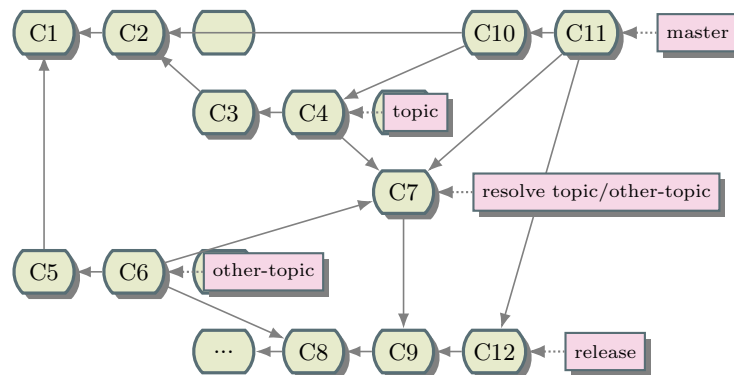 C1 C2 C10 C11 master
C3 C4 topic
C7 resolve topic/other-topic
C5 C6 other-topic
... C8 C9 C12 release